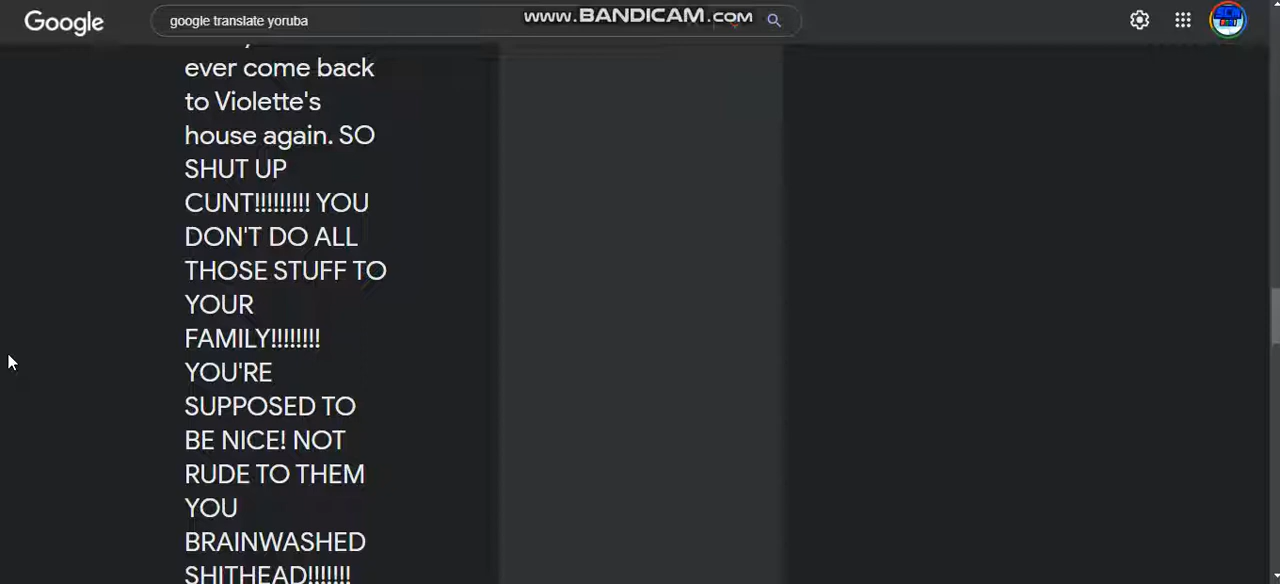 Google
google translate yoruba
www.BANDICAM.com
ever come back
to Violette's
house again. SO
SHUT UP
CUNT!!!!!!!!! YOU
DON'T DO ALL
THOSE STUFF TO
YOUR
FAMILY!!!!!!!!
YOU'RE
SUPPOSED TO
BE NICE! NOT
RUDE TO THEM
YOU
BRAINWASHED
SHITHEAD!!!!!!!